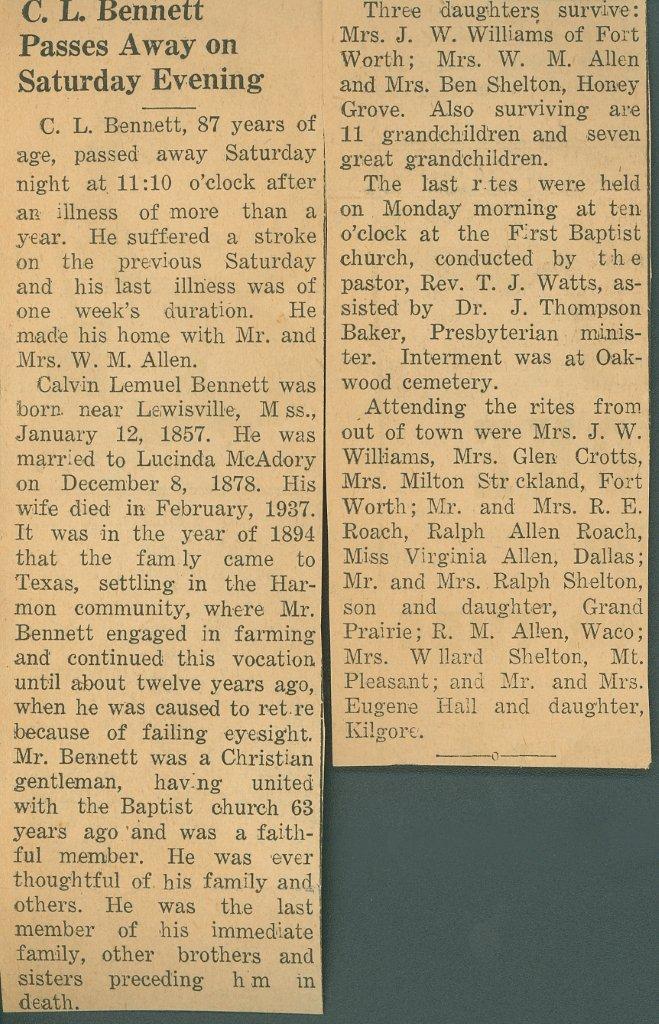 C. L. Bennett
Passes Away on
Saturday Evening
C. L. Bennett, 87 years of
age, passed away Saturday
night at 11:10 o'clock after
an illness of more than a
year. He suffered a stroke
on the previous Saturday
and his last illness was of
one week's duration. He
made his home with Mr. and
Mrs. W. M. Allen.
Calvin Lemuel Bennett was
born near Lewisville, M ss.,
January 12, 1857. He was
married to Lucinda McAdory
on December 8, 1878. His
wife died in February, 1937.
It was in the year of 1894
that the fam ly came to
Texas, settling in the Har-
mon community, where Mr.
Bennett engaged in farming
and continued this vocation
until about twelve years ago,
when he was caused to ret.re
because of failing eyesight.
Mr. Bennett was a Christian
gentleman, hav.ng united
with the Baptist church 63
years ago and was a faith-
ful member. He was ever
thoughtful of his family and
others. He was the last
member of his immediate
family, other brothers and
sisters preceding h m in
death.
Three daughters survive:
Mrs. J. W. Williams of Fort
Worth; Mrs. W. M. Allen
and Mrs. Ben Shelton, Honey
Grove. Also surviving are
11 grandchildren and seven
great grandchildren.
The last r.tes were held
on Monday morning at ten
o'clock at the First Baptist
church, conducted by the
pastor, Rev. T. J. Watts, as-
sisted by Dr. J. Thompson
Baker, Presbyterian minis-
ter. Interment was at Oak-
wood cemetery.
Attending the rites from
out of town were Mrs. J. W.
Williams, Mrs. Glen Crotts,
Mrs. Milton Str ckland, Fort
Worth; Mr. and Mrs. R. E.
Roach, Ralph Allen Roach,
Miss Virginia Allen, Dallas;
Mr. and Mrs. Ralph Shelton,
son and daughter, Grand
Prairie; R. M. Allen, Waco;
Mrs. W llard Shelton, Mt.
Pleasant; and Mr. and Mrs.
Eugene Hall and daughter,
Kilgore.